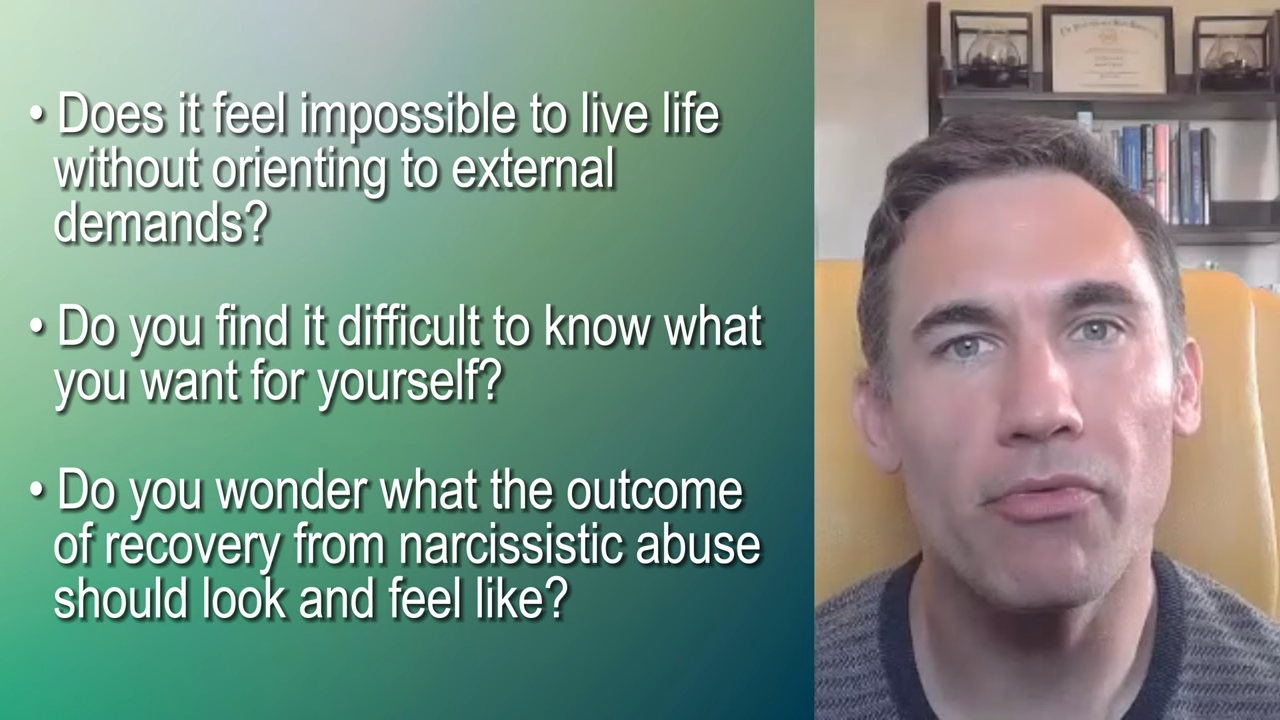 • Does it feel impossible to live life
without orienting to external
demands?
• Do you find it difficult to know what
you want for yourself?
• Do you wonder what the outcome
of recovery from narcissistic abuse
should look and feel like?